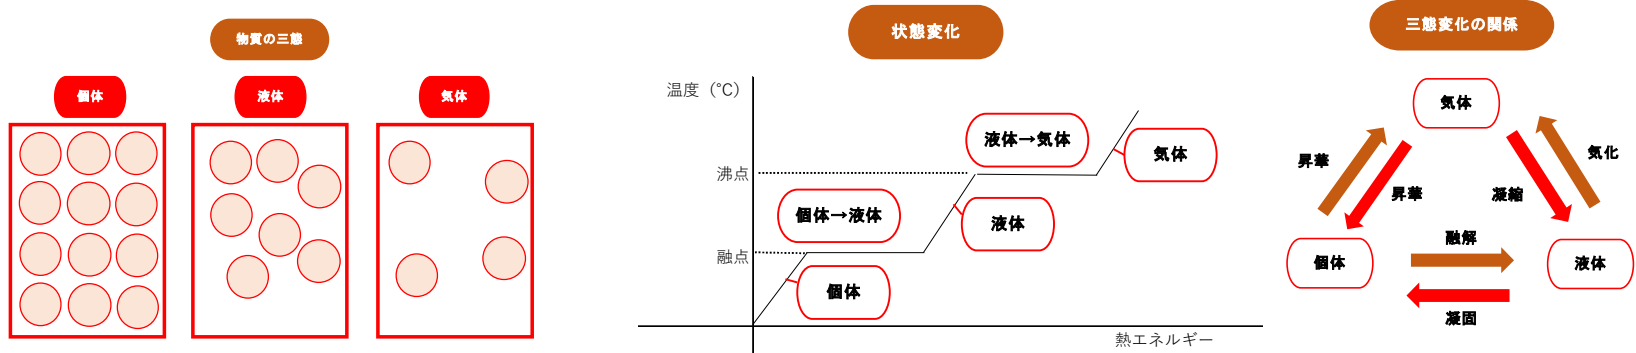 物質の三態
個体
液体
気体
状態変化
温度（℃）
沸点
融点
液体→気体
気体
個体→液体
液体
個体
熱エネルギー
三態変化の関係
気体
昇華
昇華
凝縮
気化
個体
融解
液体
凝固